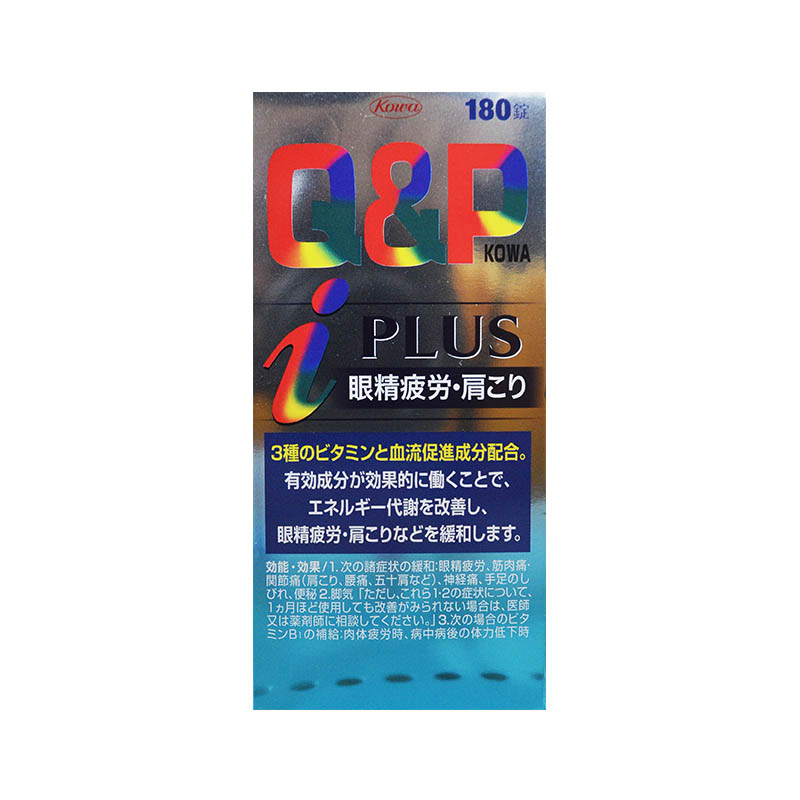 Kowa
180錠
Q&P
KOWA
i PLUS
眼精疲労・肩こり
3種のビタミンと血流促進成分配合。
有効成分が効果的に働くことで、
エネルギー代謝を改善し、
眼精疲労・肩こりなどを緩和します。
効能・効果/1.次の諸症状の緩和:眼精疲労、筋肉痛・
関節痛(肩こり、腰痛、五十肩など)、神経痛、手足のし
びれ、便秘 2.脚気「ただし、これら1・2の症状について、
1ヵ月ほど使用しても改善がみられない場合は、医師
又は薬剤師に相談してください。」3.次の場合のビタ
ミンB1の補給:肉体疲労時、病中病後の体力低下時